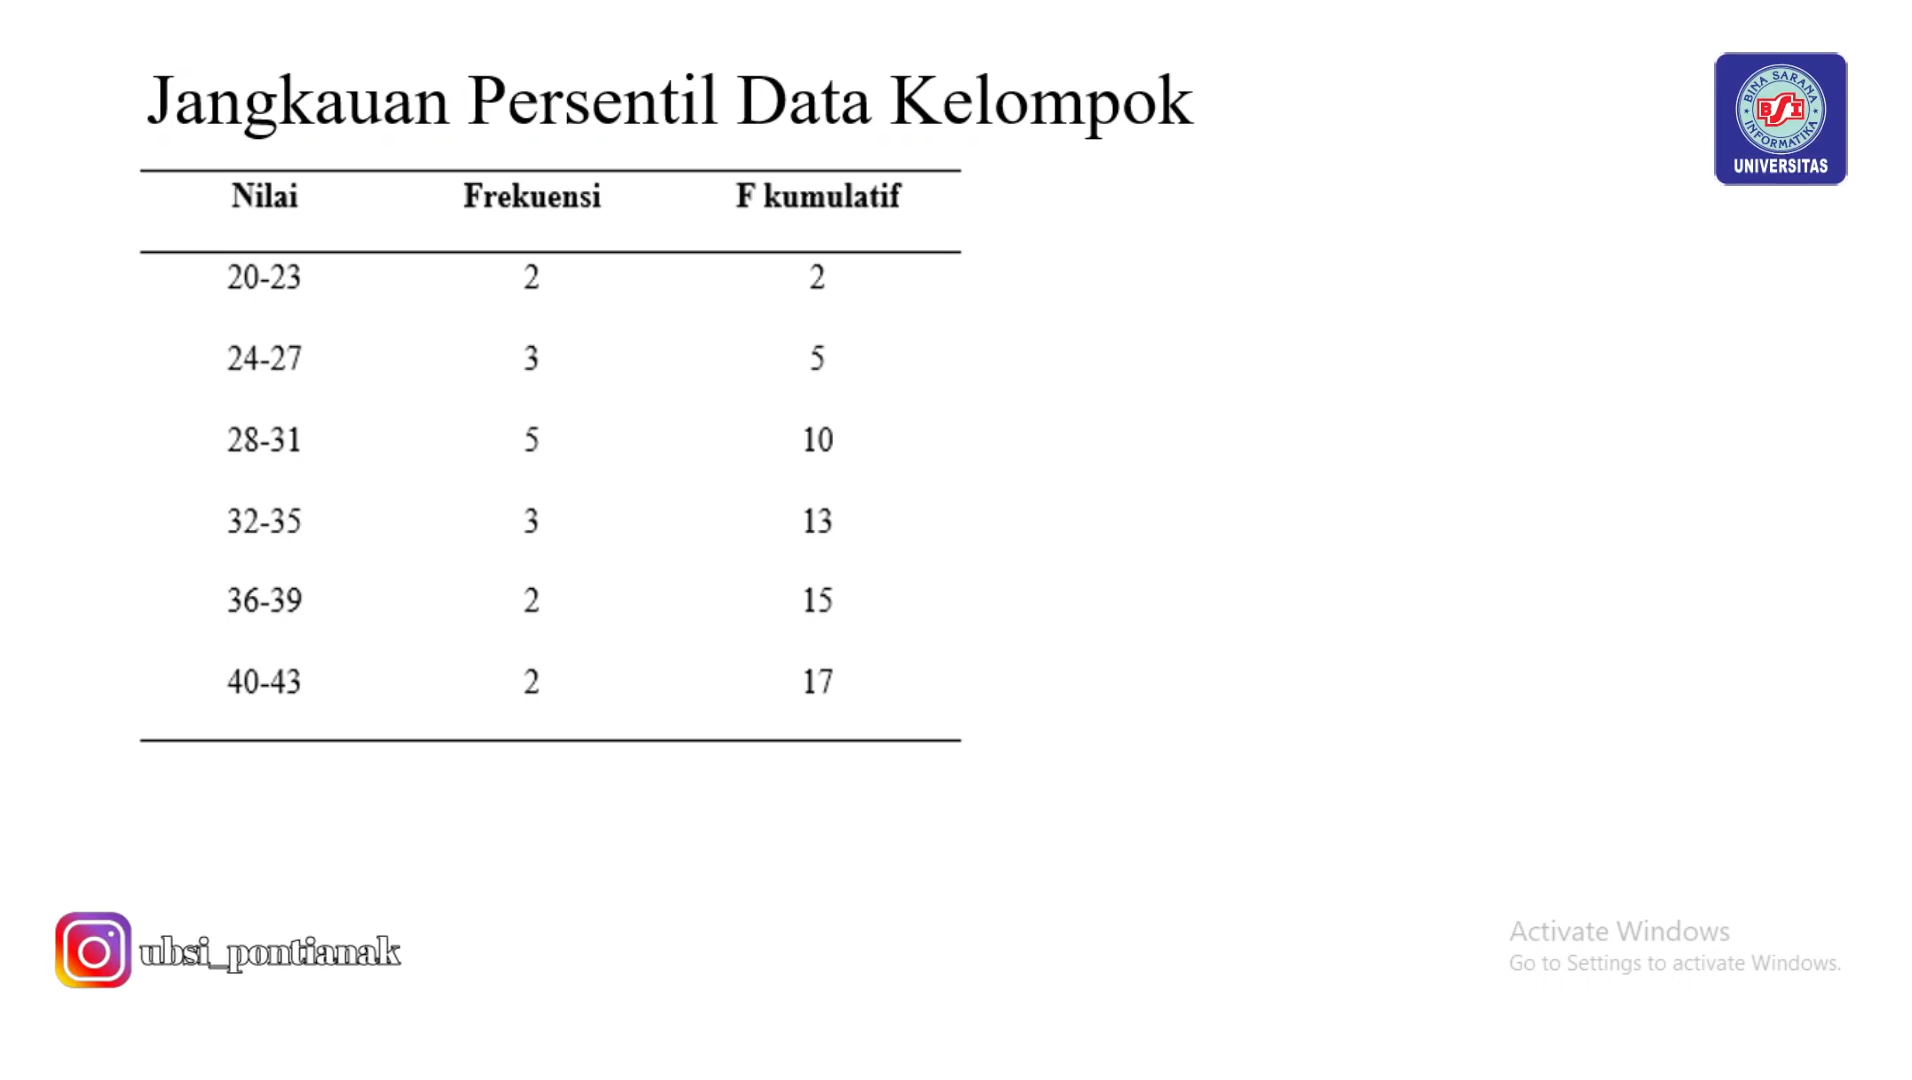 Jangkauan Persentil Data Kelompok
BINA SARANA
BSI
INFORMATIKA
UNIVERSITAS
Nilai Frekuensi F kumulatif
20-23 2 2
24-27 3 5
28-31 5 10
32-35 3 13
36-39 2 15
40-43 2 17
ubsi_pontianak
Activate Windows
Go to Settings to activate Windows.